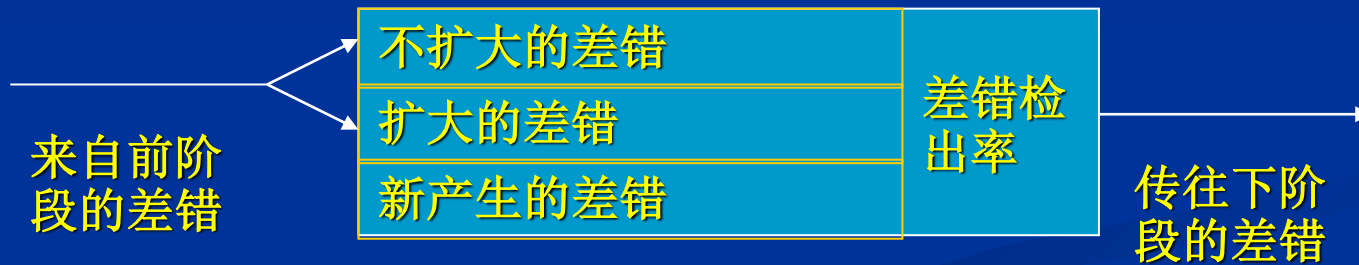 来自前阶
段的差错
不扩大的差错
扩大的差错
新产生的差错
差错检
出率
传往下阶
段的差错